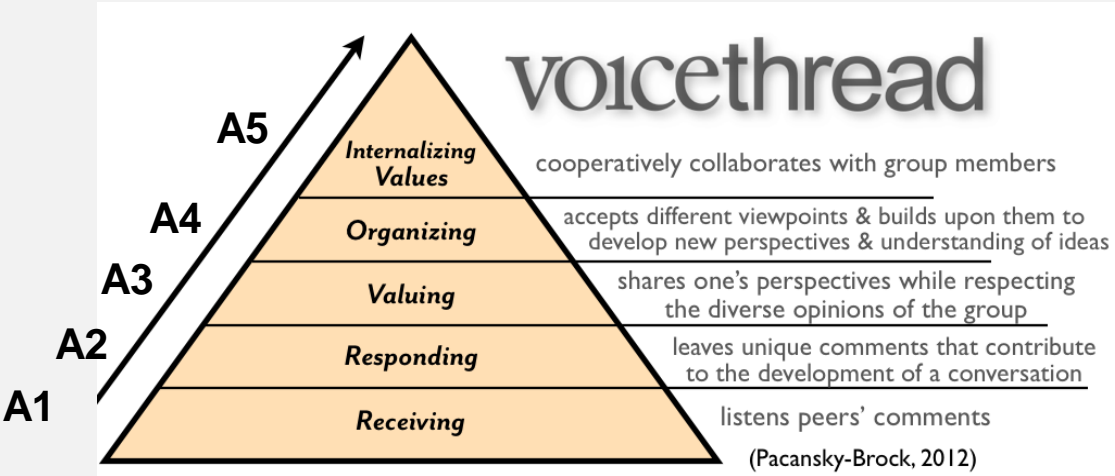 voicethread
A5
Internalizing
Values
cooperatively collaborates with group members
A4
Organizing
accepts different viewpoints & builds upon them to
develop new perspectives & understanding of ideas
A3
Valuing
shares one's perspectives while respecting
the diverse opinions of the group
A2
Responding
leaves unique comments that contribute
to the development of a conversation
A1
Receiving
listens peers' comments
(Pacansky-Brock, 2012)